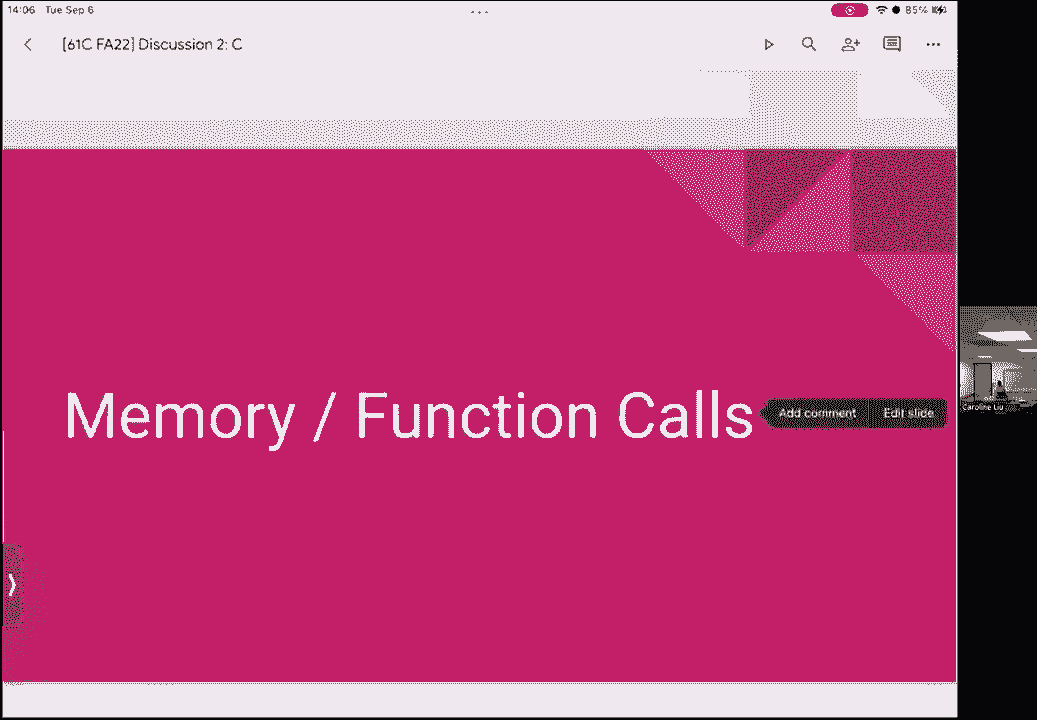 14:06 Tue Sep 6
85%
[61C FA22] Discussion 2: C
Memory / Function Calls
Add comment Edit slide
Caroline Liu